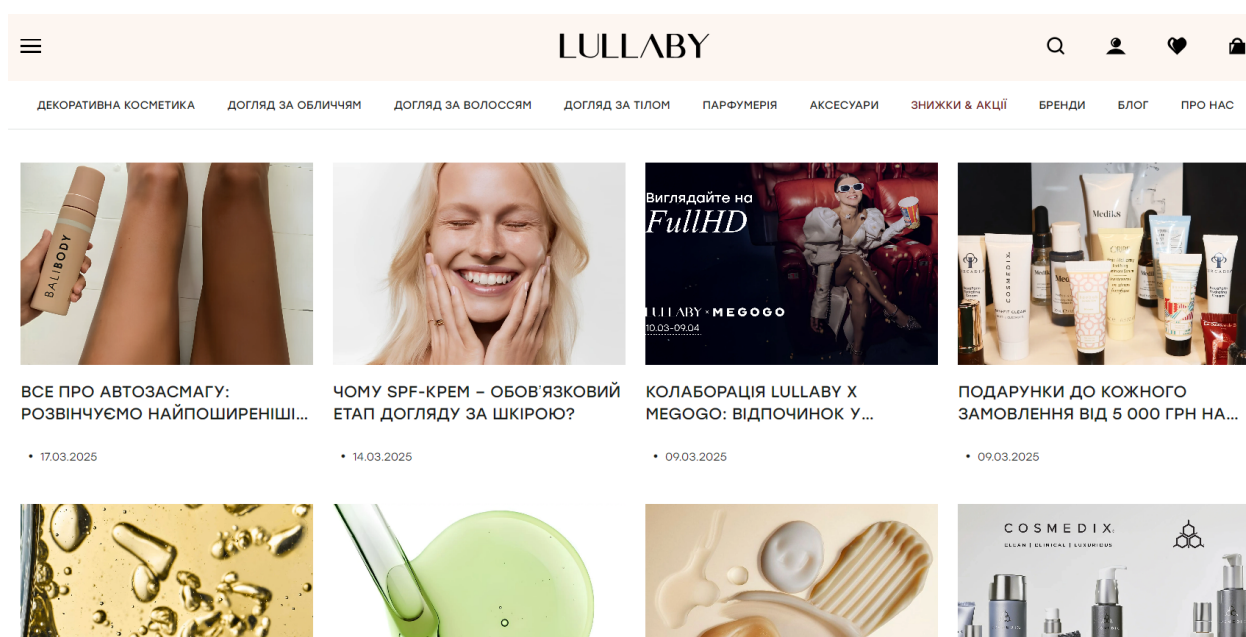 LULLABY
ДЕКОРАТИВНА КОСМЕТИКА ДОГЛЯД ЗА ОБЛИЧЧЯМ ДОГЛЯД ЗА ВОЛОССЯМ ДОГЛЯД ЗА ТІЛОМ ПАРФУМЕРІЯ АКСЕСУАРИ ЗНИЖКИ & АКЦІЇ БРЕНДИ БЛОГ ПРО НАС
BALIBODY
Виглядайте на
FullHD
LULLABY × MEGOGO
10.03-09.04
Medik8
COSMEDIX
ВСЕ ПРО АВТОЗАСМАГУ:
РОЗВІНЧУЄМО НАЙПОШИРЕНІШІ...
17.03.2025
ЧОМУ SPF-КРЕМ – ОБОВ'ЯЗКОВИЙ
ЕТАП ДОГЛЯДУ ЗА ШКІРОЮ?
14.03.2025
КОЛАБОРАЦІЯ LULLABY X
MEGOGO: ВІДПОЧИНОК У...
09.03.2025
ПОДАРУНКИ ДО КОЖНОГО
ЗАМОВЛЕННЯ ВІД 5 000 ГРН НА...
09.03.2025
COSMEDIX
CLEAN | CLINICAL | LUXURIOUS